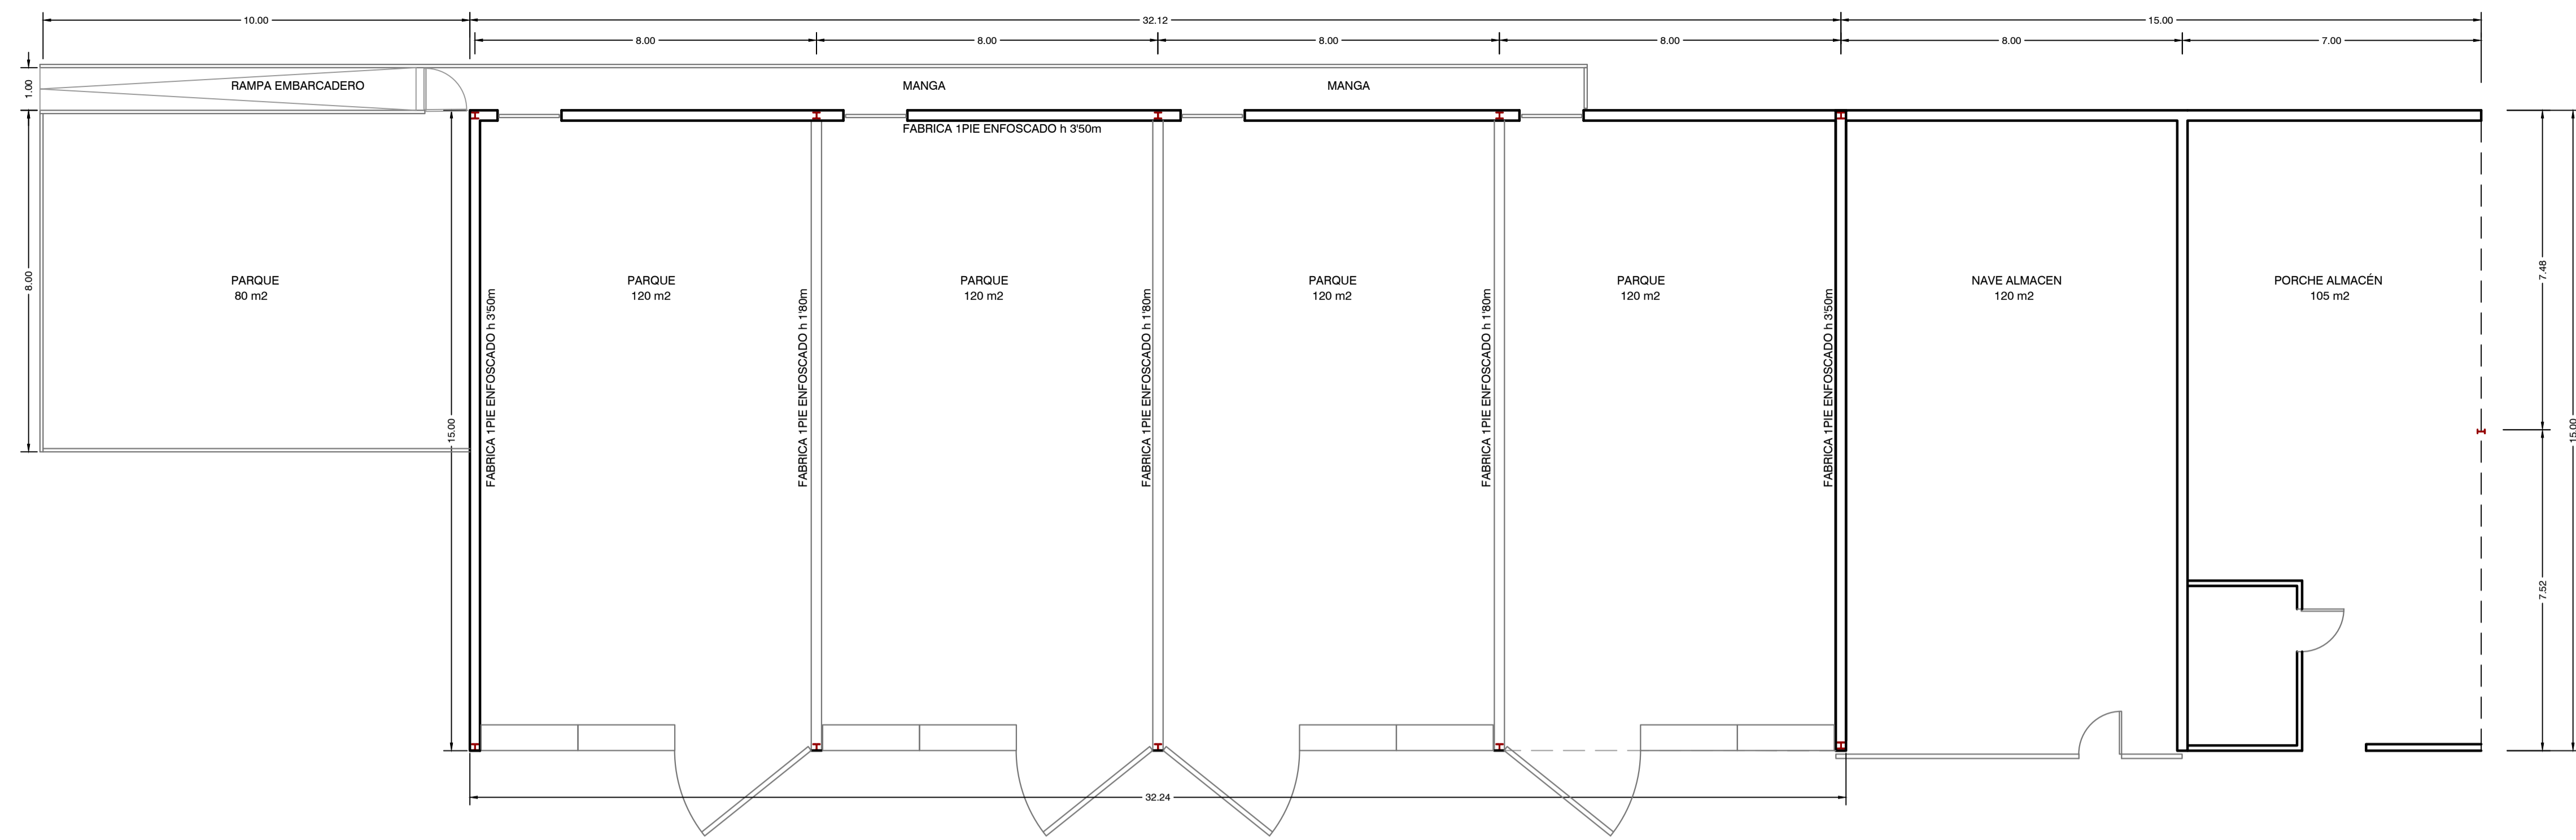 10.00
32.12
15.00
8.00
8.00
8.00
8.00
8.00
7.00
1.00
RAMPA EMBARCADERO
MANGA
MANGA
FABRICA 1PIE ENFOSCADO h 3'50m
8.00
PARQUE
80 m2
15.00
FABRICA 1PIE ENFOSCADO h 3'50m
PARQUE
120 m2
FABRICA 1PIE ENFOSCADO h 1'80m
PARQUE
120 m2
FABRICA 1PIE ENFOSCADO h 1'80m
PARQUE
120 m2
FABRICA 1PIE ENFOSCADO h 1'80m
PARQUE
120 m2
FABRICA 1PIE ENFOSCADO h 3'50m
NAVE ALMACEN
120 m2
PORCHE ALMACÉN
105 m2
7.48
15.00
7.52
32.24